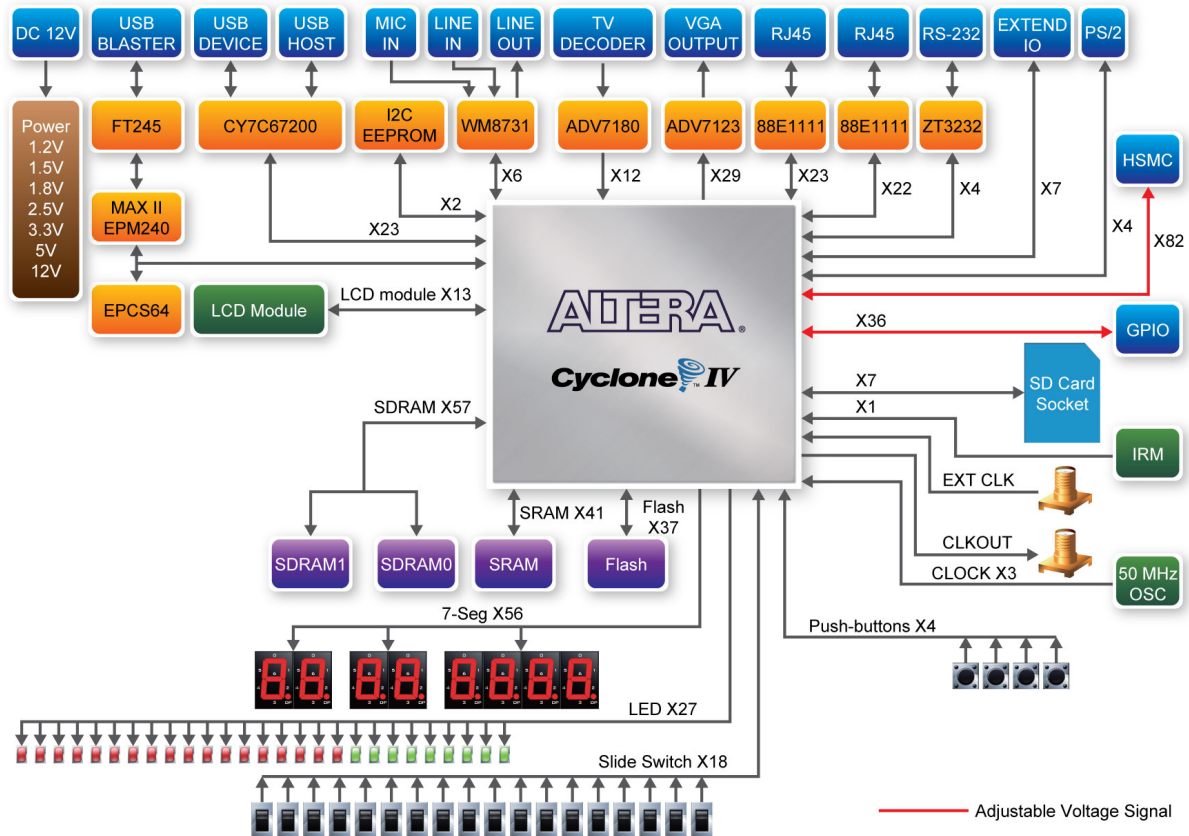 DC 12V
USB
BLASTER
USB
DEVICE
USB
HOST
MIC
IN
LINE
IN
LINE
OUT
TV
DECODER
VGA
OUTPUT
RJ45
RJ45
RS-232
EXTEND
IO
PS/2
Power
1.2V
1.5V
1.8V
2.5V
3.3V
5V
12V
FT245
CY7C67200
I2C
EEPROM
WM8731
ADV7180
ADV7123
88E1111
88E1111
ZT3232
HSMC
X6
X12
X29
X23
X22
X4
X7
X4
X82
MAX II
EPM240
X2
X23
EPCS64
LCD Module
LCD module X13
ALTERA®
Cyclone™ IV
X36
GPIO
X7
SD Card
Socket
X1
IRM
SDRAM X57
EXT CLK
SRAM X41
Flash
X37
CLKOUT
SDRAM1
SDRAM0
SRAM
Flash
CLOCK X3
50 MHz
OSC
7-Seg X56
Push-buttons X4
LED X27
Slide Switch X18
Adjustable Voltage Signal